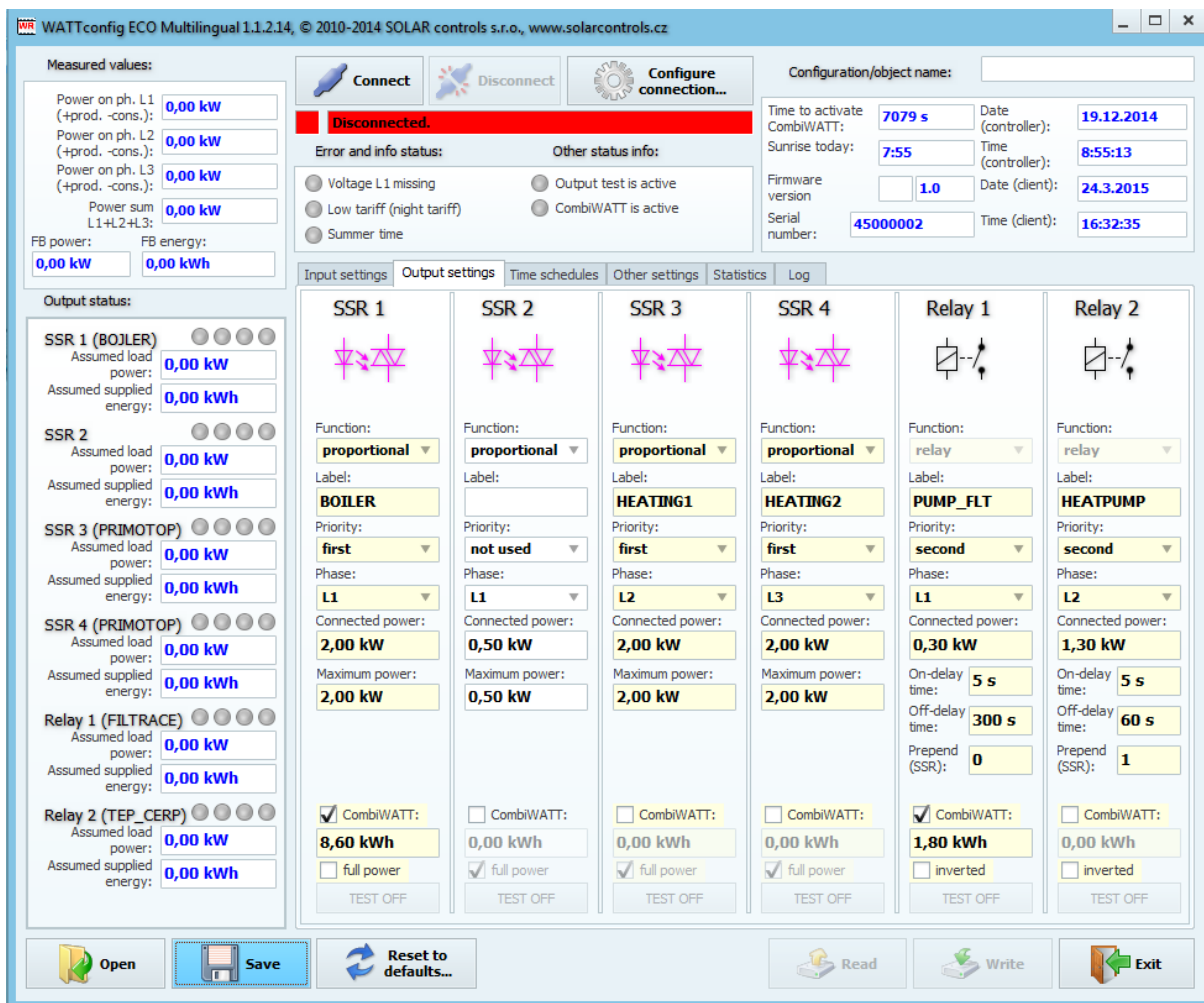 WATTconfig ECO Multilingual 1.1.2.14, © 2010-2014 SOLAR controls s.r.o., www.solarcontrols.cz
Measured values:
Power on ph. L1
(+prod. -cons.):
0,00 kW
Power on ph. L2
(+prod. -cons.):
0,00 kW
Power on ph. L3
(+prod. -cons.):
0,00 kW
Power sum
L1+L2+L3:
0,00 kW
FB power:
FB energy:
0,00 kW
0,00 kWh
Connect
Disconnect
Configure
connection...
Disconnected.
Error and info status:
Other status info:
Voltage L1 missing
Output test is active
Low tariff (night tariff)
CombiWATT is active
Summer time
Configuration/object name:
Time to activate
CombiWATT:
7079 s
Date
(controller):
19.12.2014
Sunrise today:
7:55
Time
(controller):
8:55:13
Firmware
version
1.0
Date (client):
24.3.2015
Serial
number:
45000002
Time (client):
16:32:35
Output status:
SSR 1 (BOJLER)
Assumed load
power:
0,00 kW
Assumed supplied
energy:
0,00 kWh
SSR 2
Assumed load
power:
0,00 kW
Assumed supplied
energy:
0,00 kWh
SSR 3 (PRIMOTOP)
Assumed load
power:
0,00 kW
Assumed supplied
energy:
0,00 kWh
SSR 4 (PRIMOTOP)
Assumed load
power:
0,00 kW
Assumed supplied
energy:
0,00 kWh
Relay 1 (FILTRACE)
Assumed load
power:
0,00 kW
Assumed supplied
energy:
0,00 kWh
Relay 2 (TEP_CERP)
Assumed load
power:
0,00 kW
Assumed supplied
energy:
0,00 kWh
Input settings
Output settings
Time schedules
Other settings
Statistics
Log
SSR 1
Function:
proportional
Label:
BOILER
Priority:
first
Phase:
L1
Connected power:
2,00 kW
Maximum power:
2,00 kW
CombiWATT:
8,60 kWh
full power
TEST OFF
SSR 2
Function:
proportional
Label:
Priority:
not used
Phase:
L1
Connected power:
0,50 kW
Maximum power:
0,50 kW
CombiWATT:
0,00 kWh
full power
TEST OFF
SSR 3
Function:
proportional
Label:
HEATING1
Priority:
first
Phase:
L2
Connected power:
2,00 kW
Maximum power:
2,00 kW
CombiWATT:
0,00 kWh
full power
TEST OFF
SSR 4
Function:
proportional
Label:
HEATING2
Priority:
first
Phase:
L3
Connected power:
2,00 kW
Maximum power:
2,00 kW
CombiWATT:
0,00 kWh
full power
TEST OFF
Relay 1
Function:
relay
Label:
PUMP_FLT
Priority:
second
Phase:
L1
Connected power:
0,30 kW
On-delay
time:
5 s
Off-delay
time:
300 s
Prepend
(SSR):
0
CombiWATT:
1,80 kWh
inverted
TEST OFF
Relay 2
Function:
relay
Label:
HEATPUMP
Priority:
second
Phase:
L2
Connected power:
1,30 kW
On-delay
time:
5 s
Off-delay
time:
60 s
Prepend
(SSR):
1
CombiWATT:
0,00 kWh
inverted
TEST OFF
Open
Save
Reset to
defaults...
Read
Write
Exit